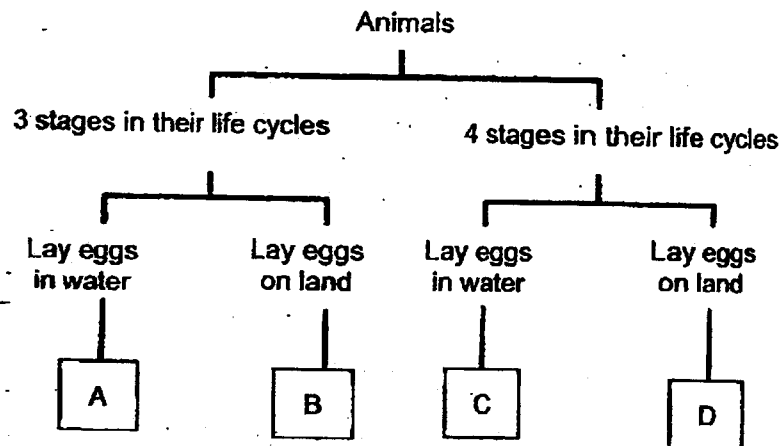 Animals
3 stages in their life cycles
4 stages in their life cycles
Lay eggs
in water
Lay eggs
on land
Lay eggs
in water
Lay eggs
on land
A
B
C
D